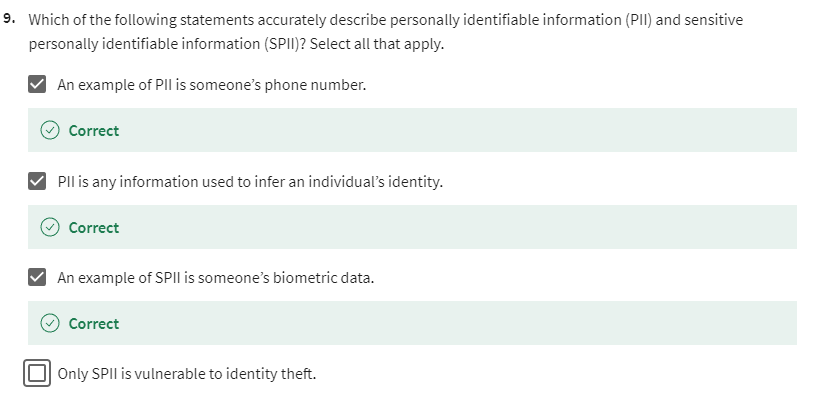 9. Which of the following statements accurately describe personally identifiable information (PII) and sensitive
personally identifiable information (SPII)? Select all that apply.
An example of PII is someone’s phone number.
Correct
PII is any information used to infer an individual’s identity.
Correct
An example of SPII is someone’s biometric data.
Correct
Only SPII is vulnerable to identity theft.